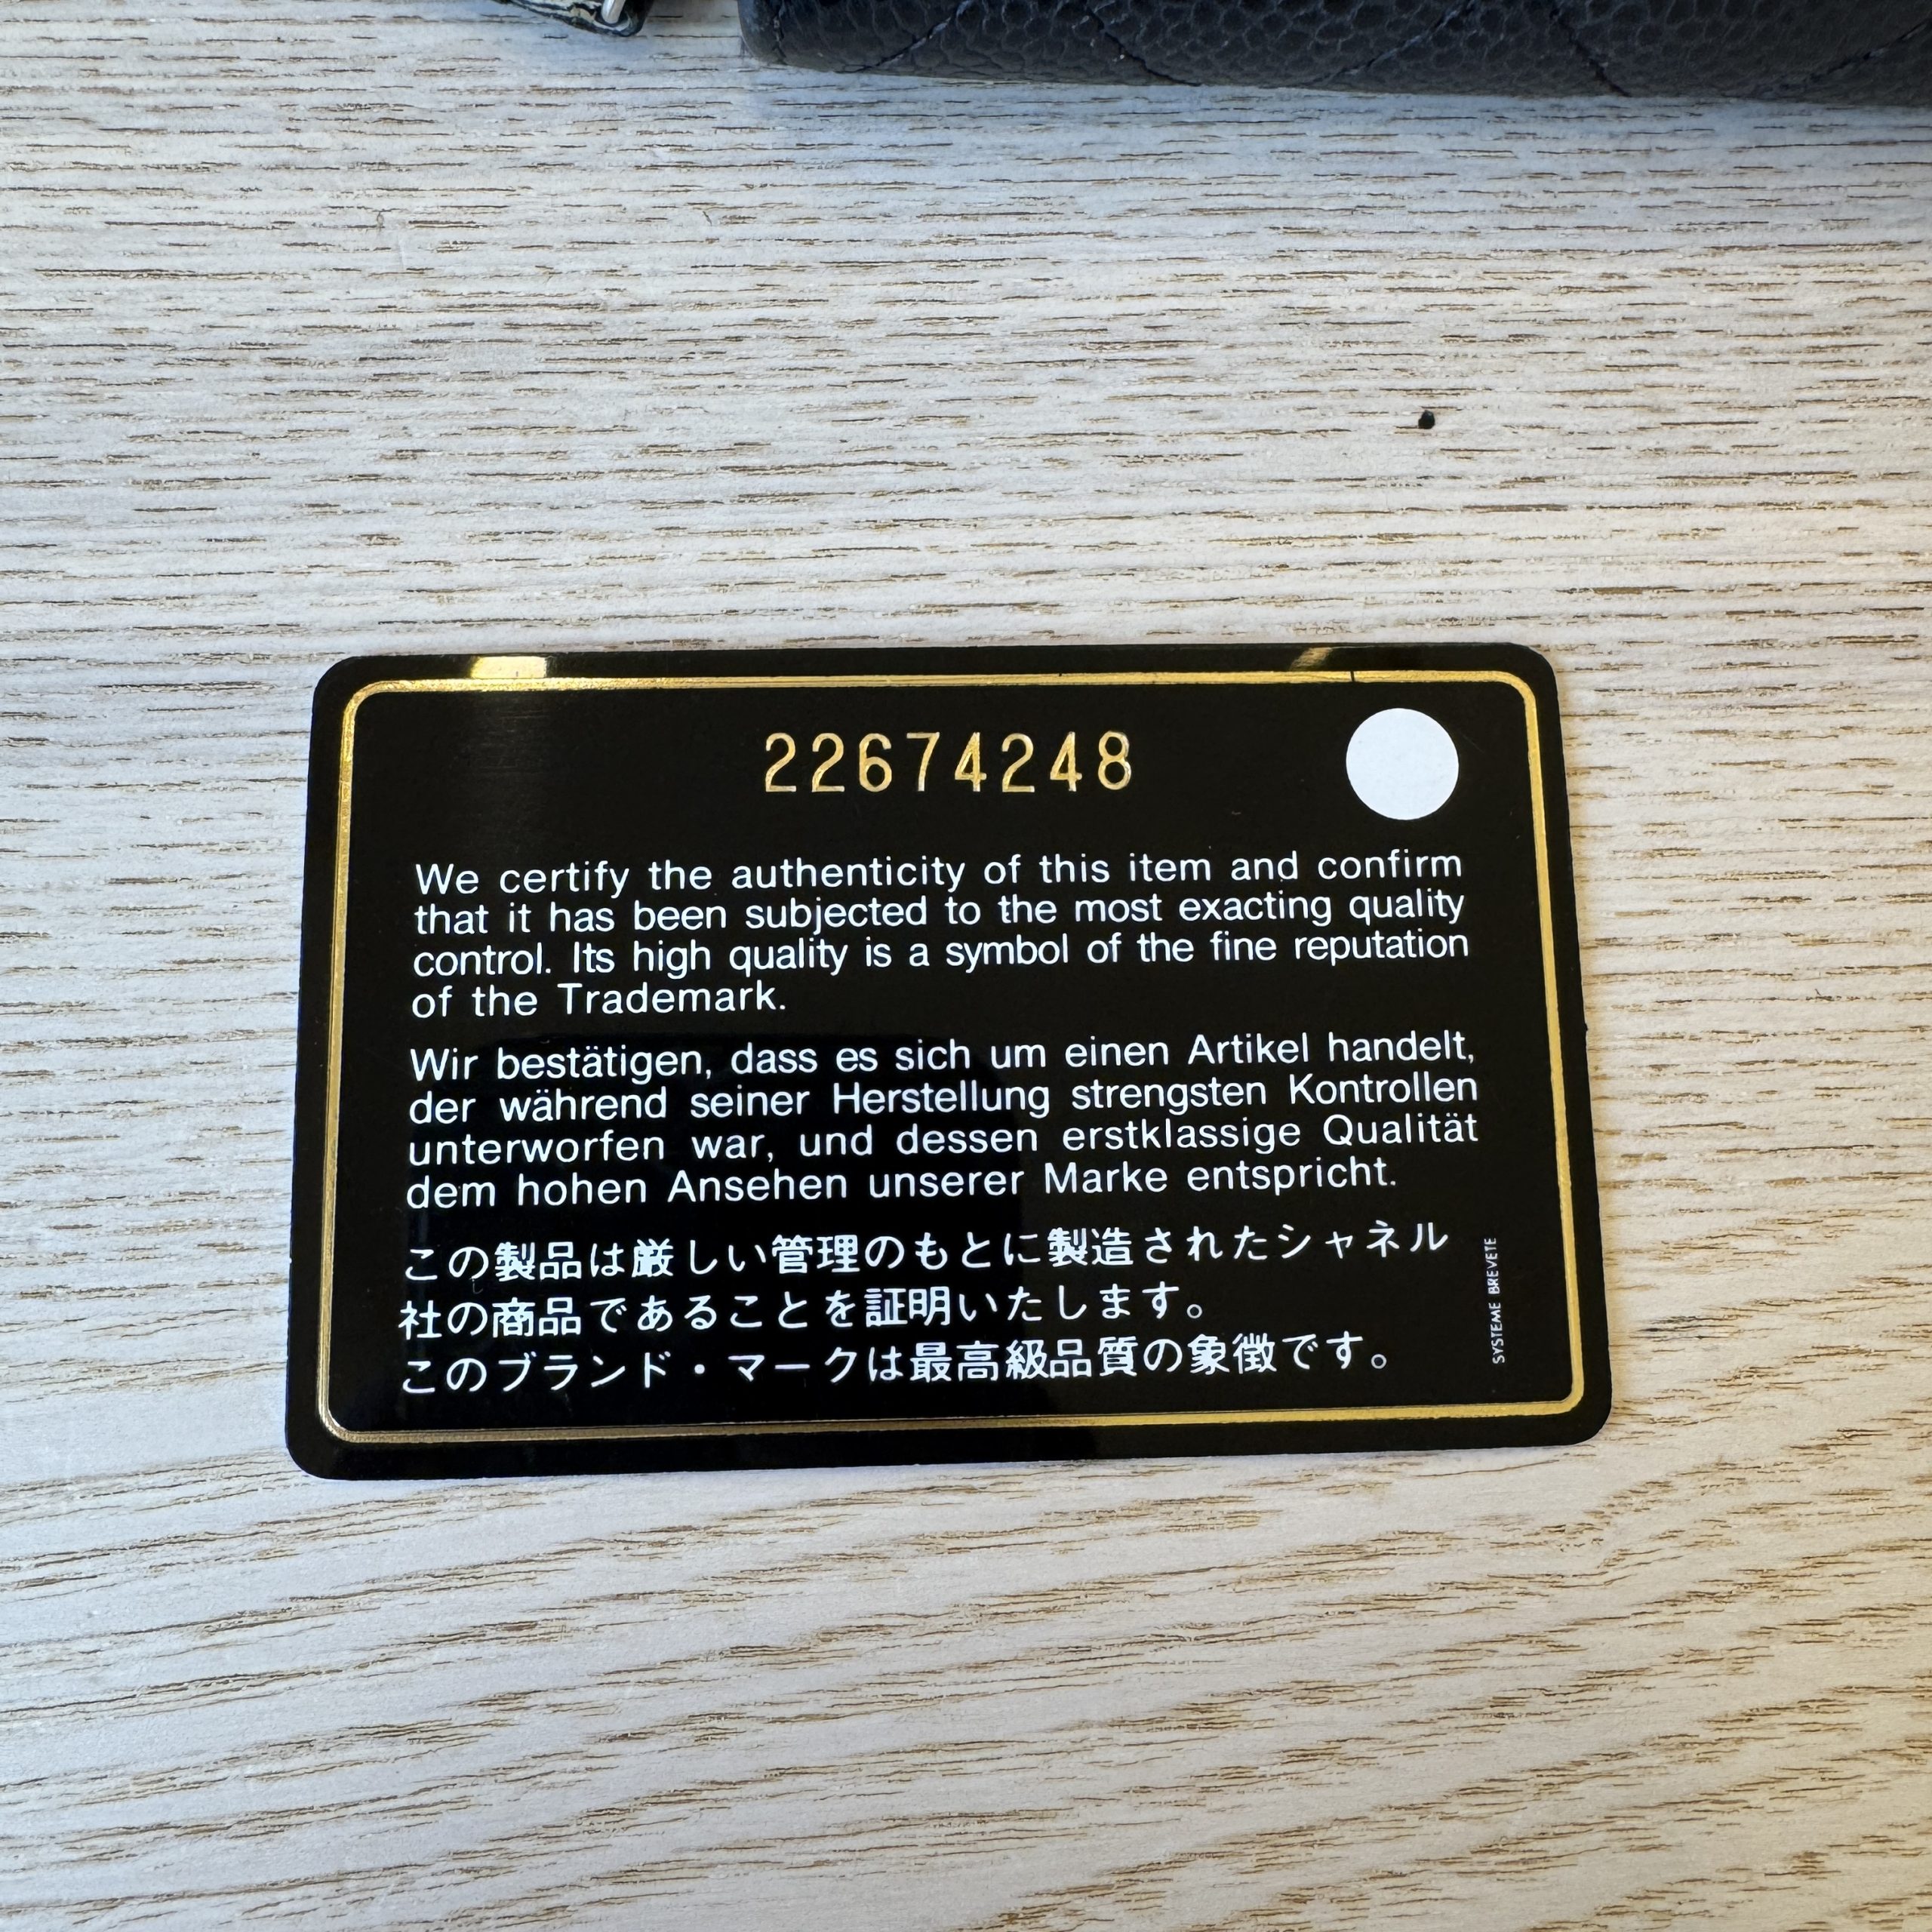 22674248
We certify the authenticity of this item and confirm
that it has been subjected to the most exacting quality
control. Its high quality is a symbol of the fine reputation
of the Trademark.
Wir bestätigen, dass es sich um einen Artikel handelt,
der während seiner Herstellung strengsten Kontrollen
unterworfen war, und dessen erstklassige Qualität
dem hohen Ansehen unserer Marke entspricht.
この製品は厳しい管理のもとに製造されたシャネル
社の商品であることを証明いたします。
このブランド・マークは最高級品質の象徴です。
SYSTEME BREVETE